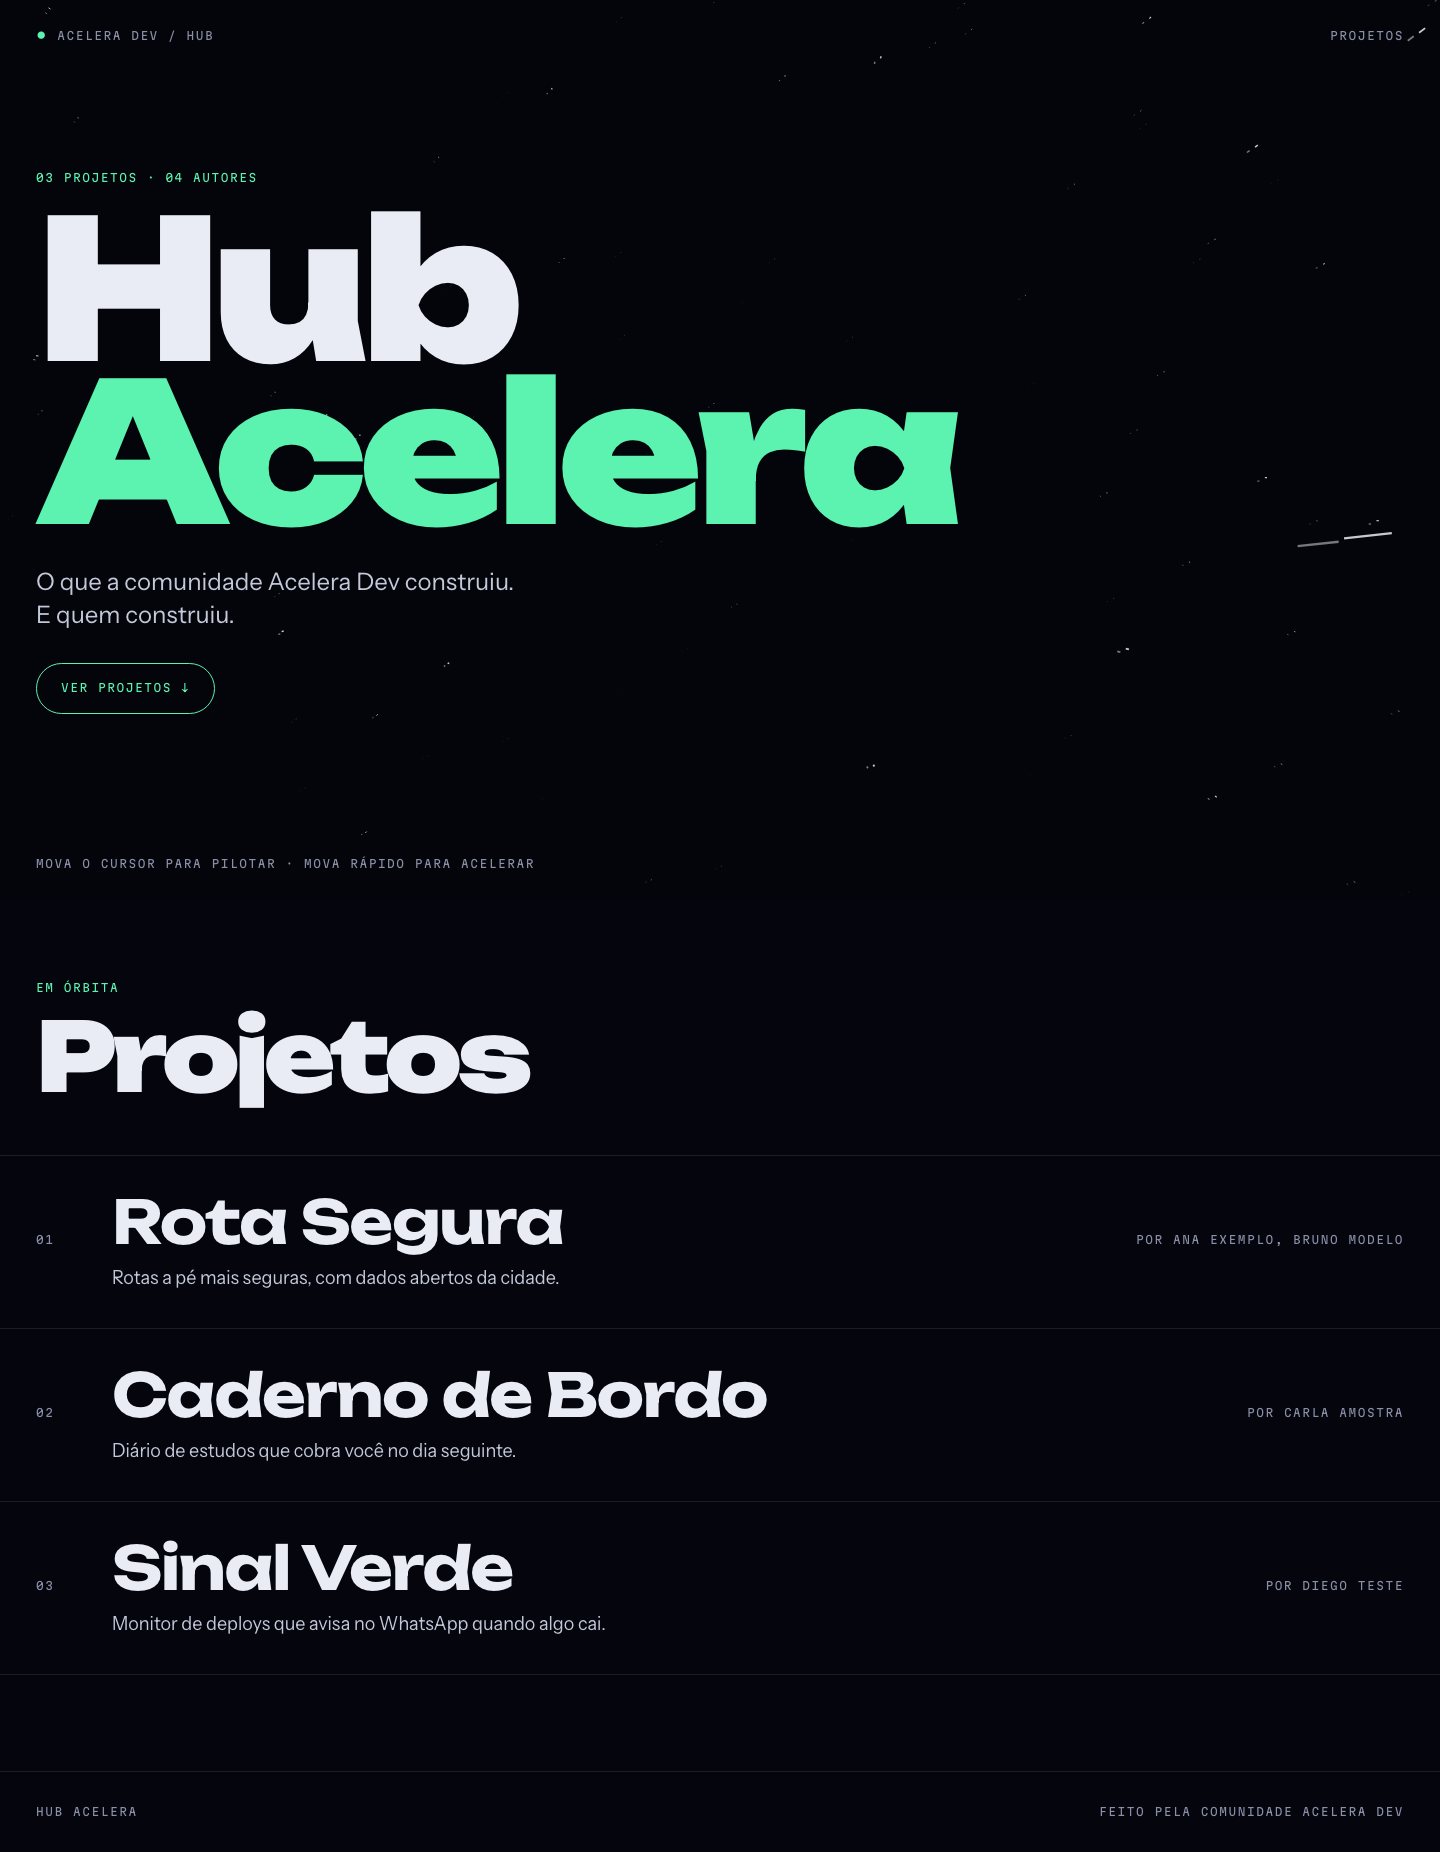 ACELERA DEV / HUB
PROJETOS
03 PROJETOS · 04 AUTORES
Hub
Acelera
O que a comunidade Acelera Dev construiu.
E quem construiu.
VER PROJETOS ↓
MOVA O CURSOR PARA PILOTAR · MOVA RÁPIDO PARA ACELERAR
EM ÓRBITA
Projetos
01
Rota Segura
Rotas a pé mais seguras, com dados abertos da cidade.
POR ANA EXEMPLO, BRUNO MODELO
02
Caderno de Bordo
Diário de estudos que cobra você no dia seguinte.
POR CARLA AMOSTRA
03
Sinal Verde
Monitor de deploys que avisa no WhatsApp quando algo cai.
POR DIEGO TESTE
HUB ACELERA
FEITO PELA COMUNIDADE ACELERA DEV